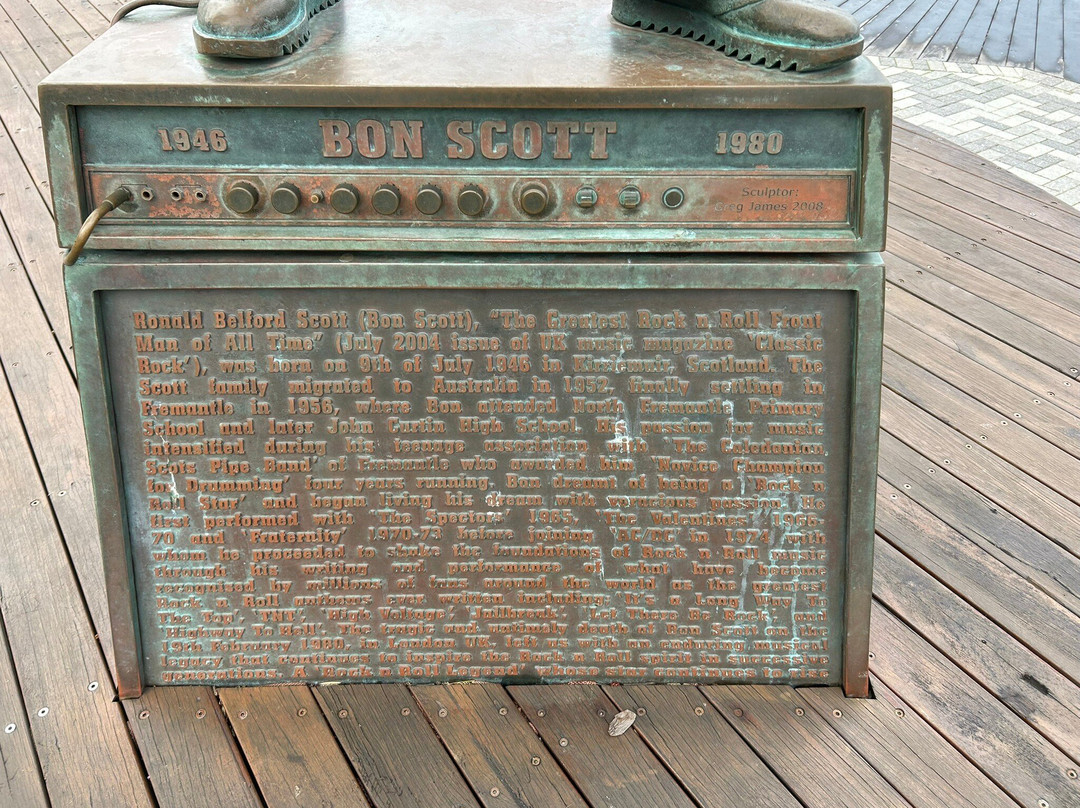 1946 BON SCOTT 1980
Sculptor:
Greg James 2008
Ronald Belford Scott (Bon Scott), "The Greatest Rock n' Roll Front
Man of All Time" (July 2004 issue of UK music magazine 'Classic
Rock'), was born on 9th of July 1946 in Kirriemuir, Scotland. The
Scott family migrated to Australia in 1952, finally settling in
Fremantle in 1956, where Bon attended North Fremantle Primary
School and later John Curtin High School. His passion for music
intensified during his teenage association with 'The Caledonian
Scots Pipe Band' of Fremantle who awarded him 'Novice Champion
for Drumming' four years running. Bon dreamt of being a 'Rock n
Roll Star' and began living his dream with voracious passion. He
first performed with 'The Spectors' 1965, 'The Valentines' 1966-
70 and 'Fraternity' 1970-73 before joining 'AC/DC' in 1974 with
whom he proceeded to shake the foundations of Rock n Roll music
through his writing and performance of what have become
recognised by millions of fans around the world as the greatest
Rock n Roll anthems ever written including 'It's a Long Way To
The Top', 'TNT', 'High Voltage', 'Jailbreak', 'Let There Be Rock' and
'Highway to Hell'. The tragic and untimely death of Bon Scott on the
19th February 1980, in London UK, left us with an enduring musical
legacy that continues to inspire the Rock n Roll spirit in successive
generations. A 'Rock n Roll Legend' whose star continues to rise